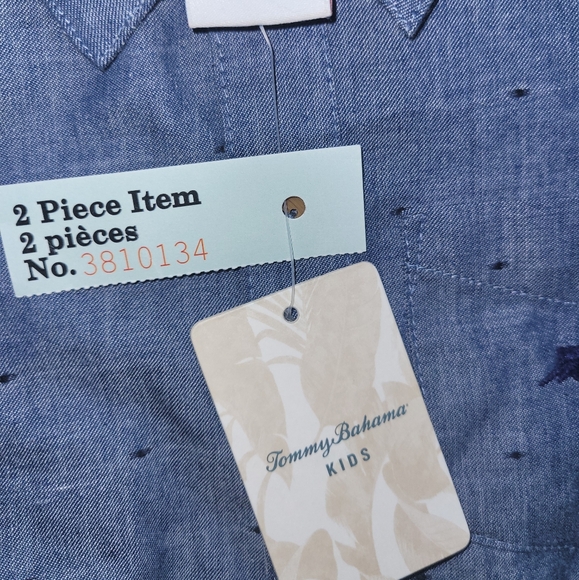 2 Piece Item
2 pièces
No. 3810134
Tommy Bahama
KIDS